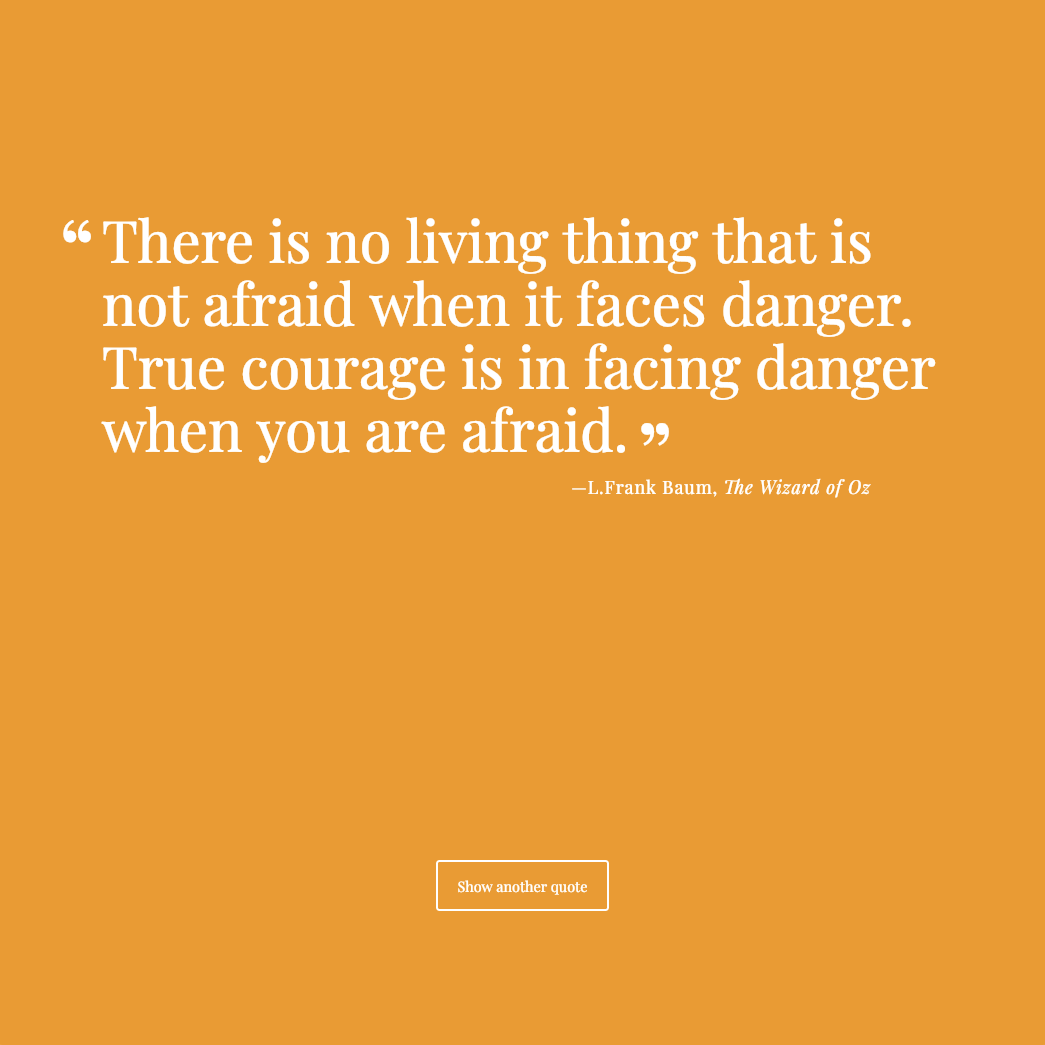 “There is no living thing that is
not afraid when it faces danger.
True courage is in facing danger
when you are afraid.”
—L.Frank Baum, The Wizard of Oz
Show another quote